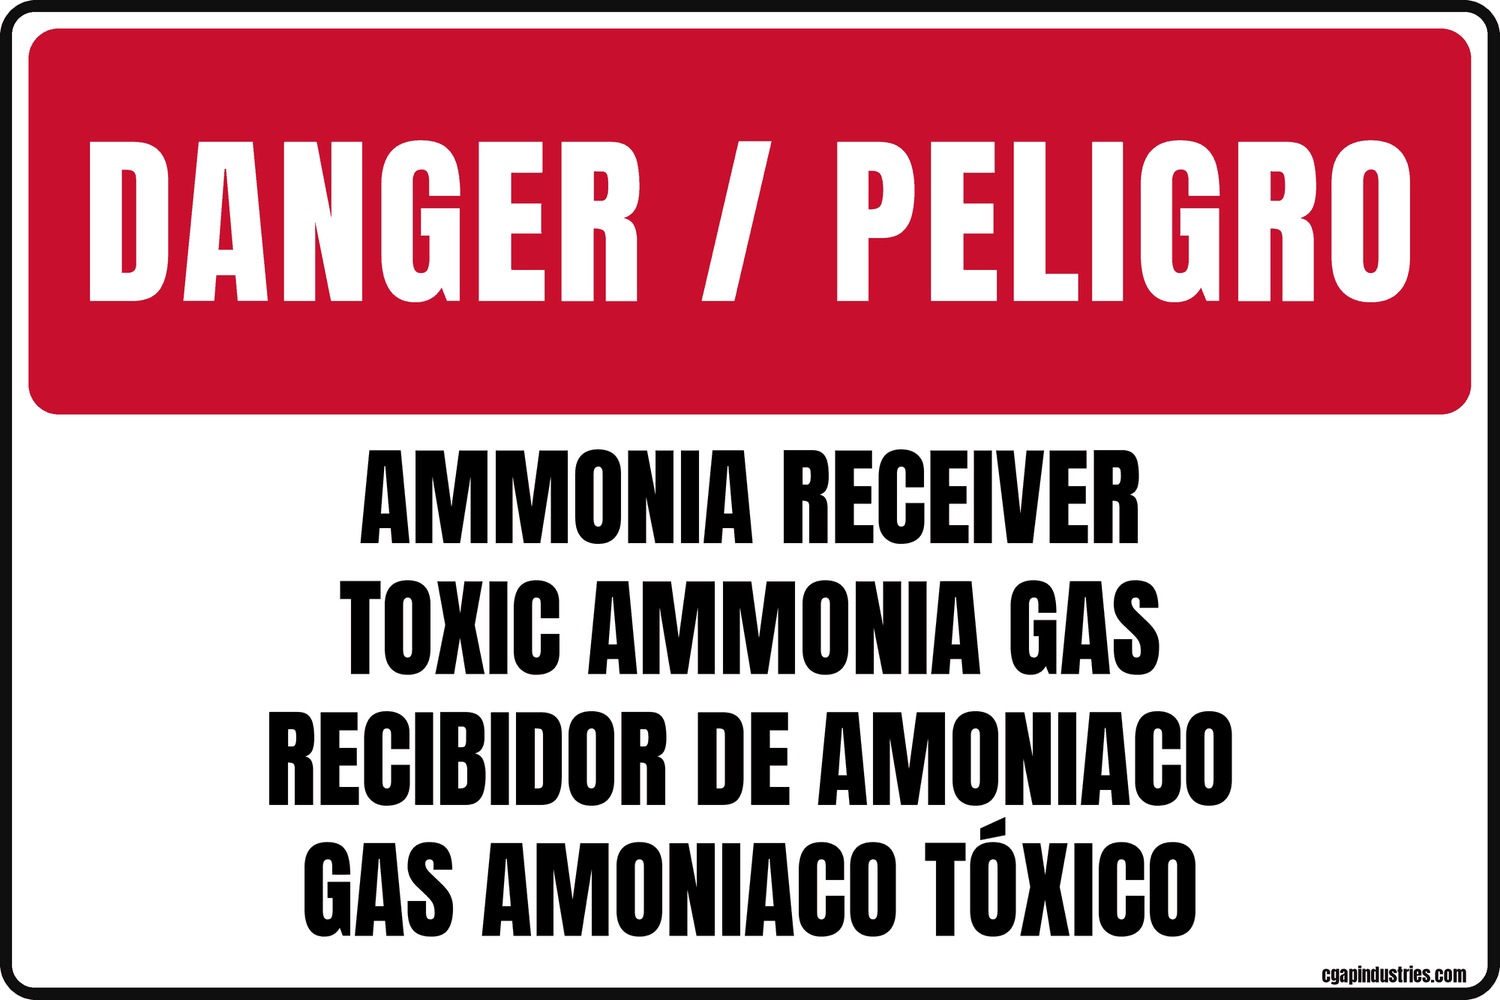 DANGER / PELIGRO
AMMONIA RECEIVER
TOXIC AMMONIA GAS
RECIBIDOR DE AMONIACO
GAS AMONIACO TÓXICO
cgapindustries.com